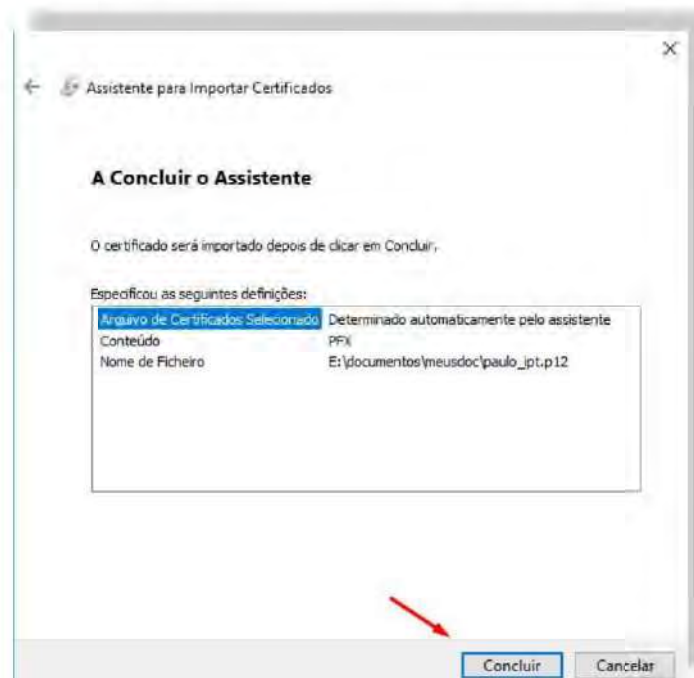 Assistente para Importar Certificados
A Concluir o Assistente
O certificado será importado depois de clicar em Concluir.
Especificou as seguintes definições:
Arquivo de Certificados Selecionado Determinado automaticamente pelo assistente
Conteúdo PFX
Nome de Ficheiro E:\documentos\meusdoc\paulo_ipt.p12
Concluir Cancelar